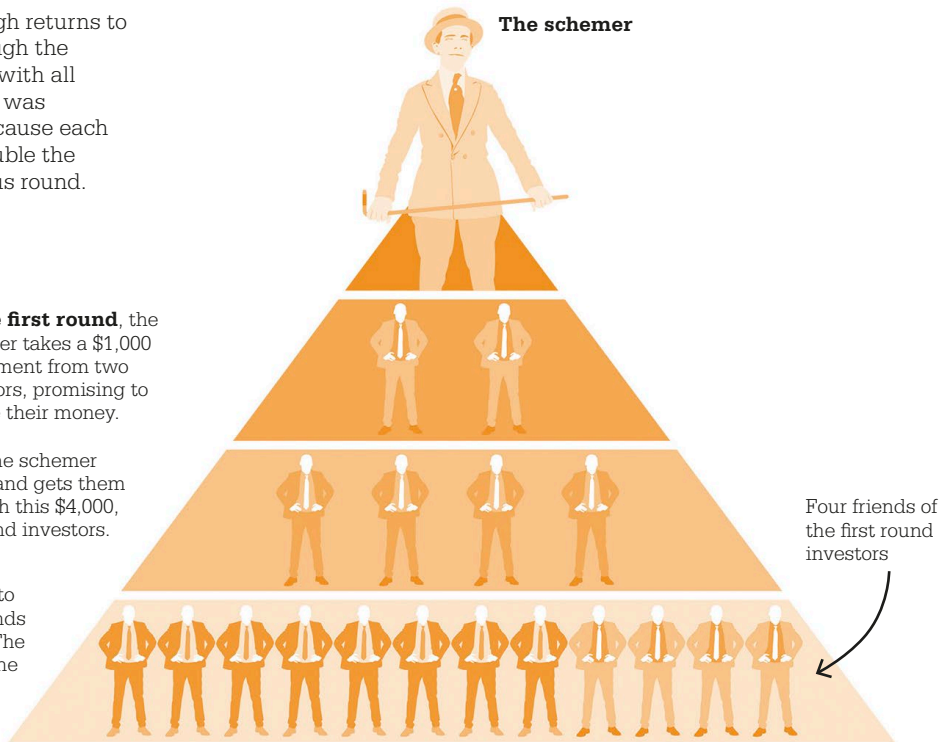 gh returns to
ugh the
with all
was
cause each
uble the
us round.
The schemer
e first round, the
er takes a $1,000
ment from two
ors, promising to
e their money.
he schemer
and gets them
h this $4,000,
nd investors.
to
nds
The
ne
Four friends of
the first round
investors